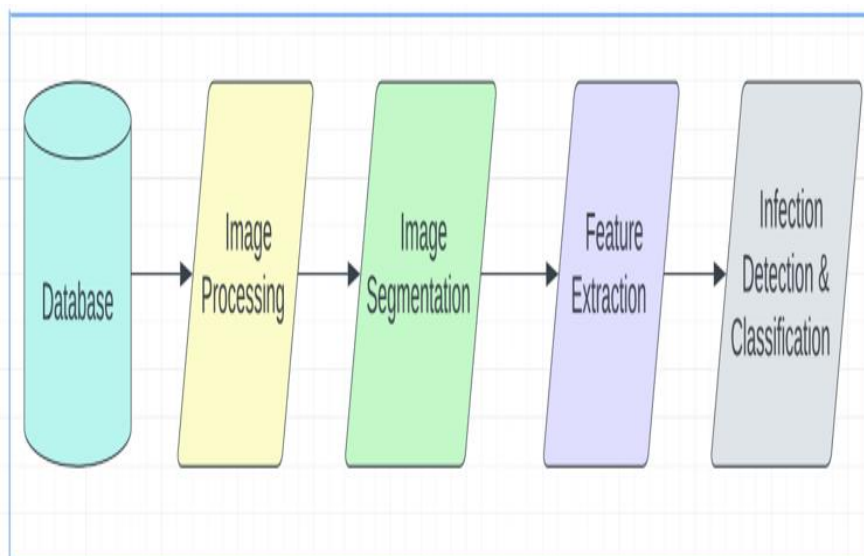 Database
Image
Processing
Image
Segmentation
Feature
Extraction
Infection
Detection &
Classification